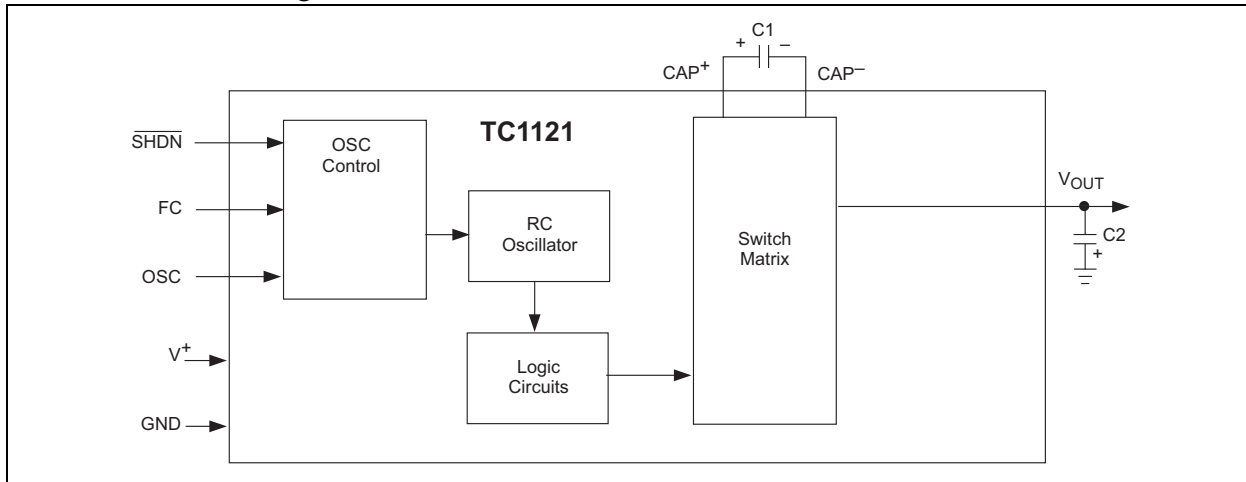 C1
+ –
CAP+ CAP–
TC1121
SHDN
OSC
Control
FC
RC
Oscillator
OSC
Switch
Matrix
VOUT
C2
+
V+
Logic
Circuits
GND